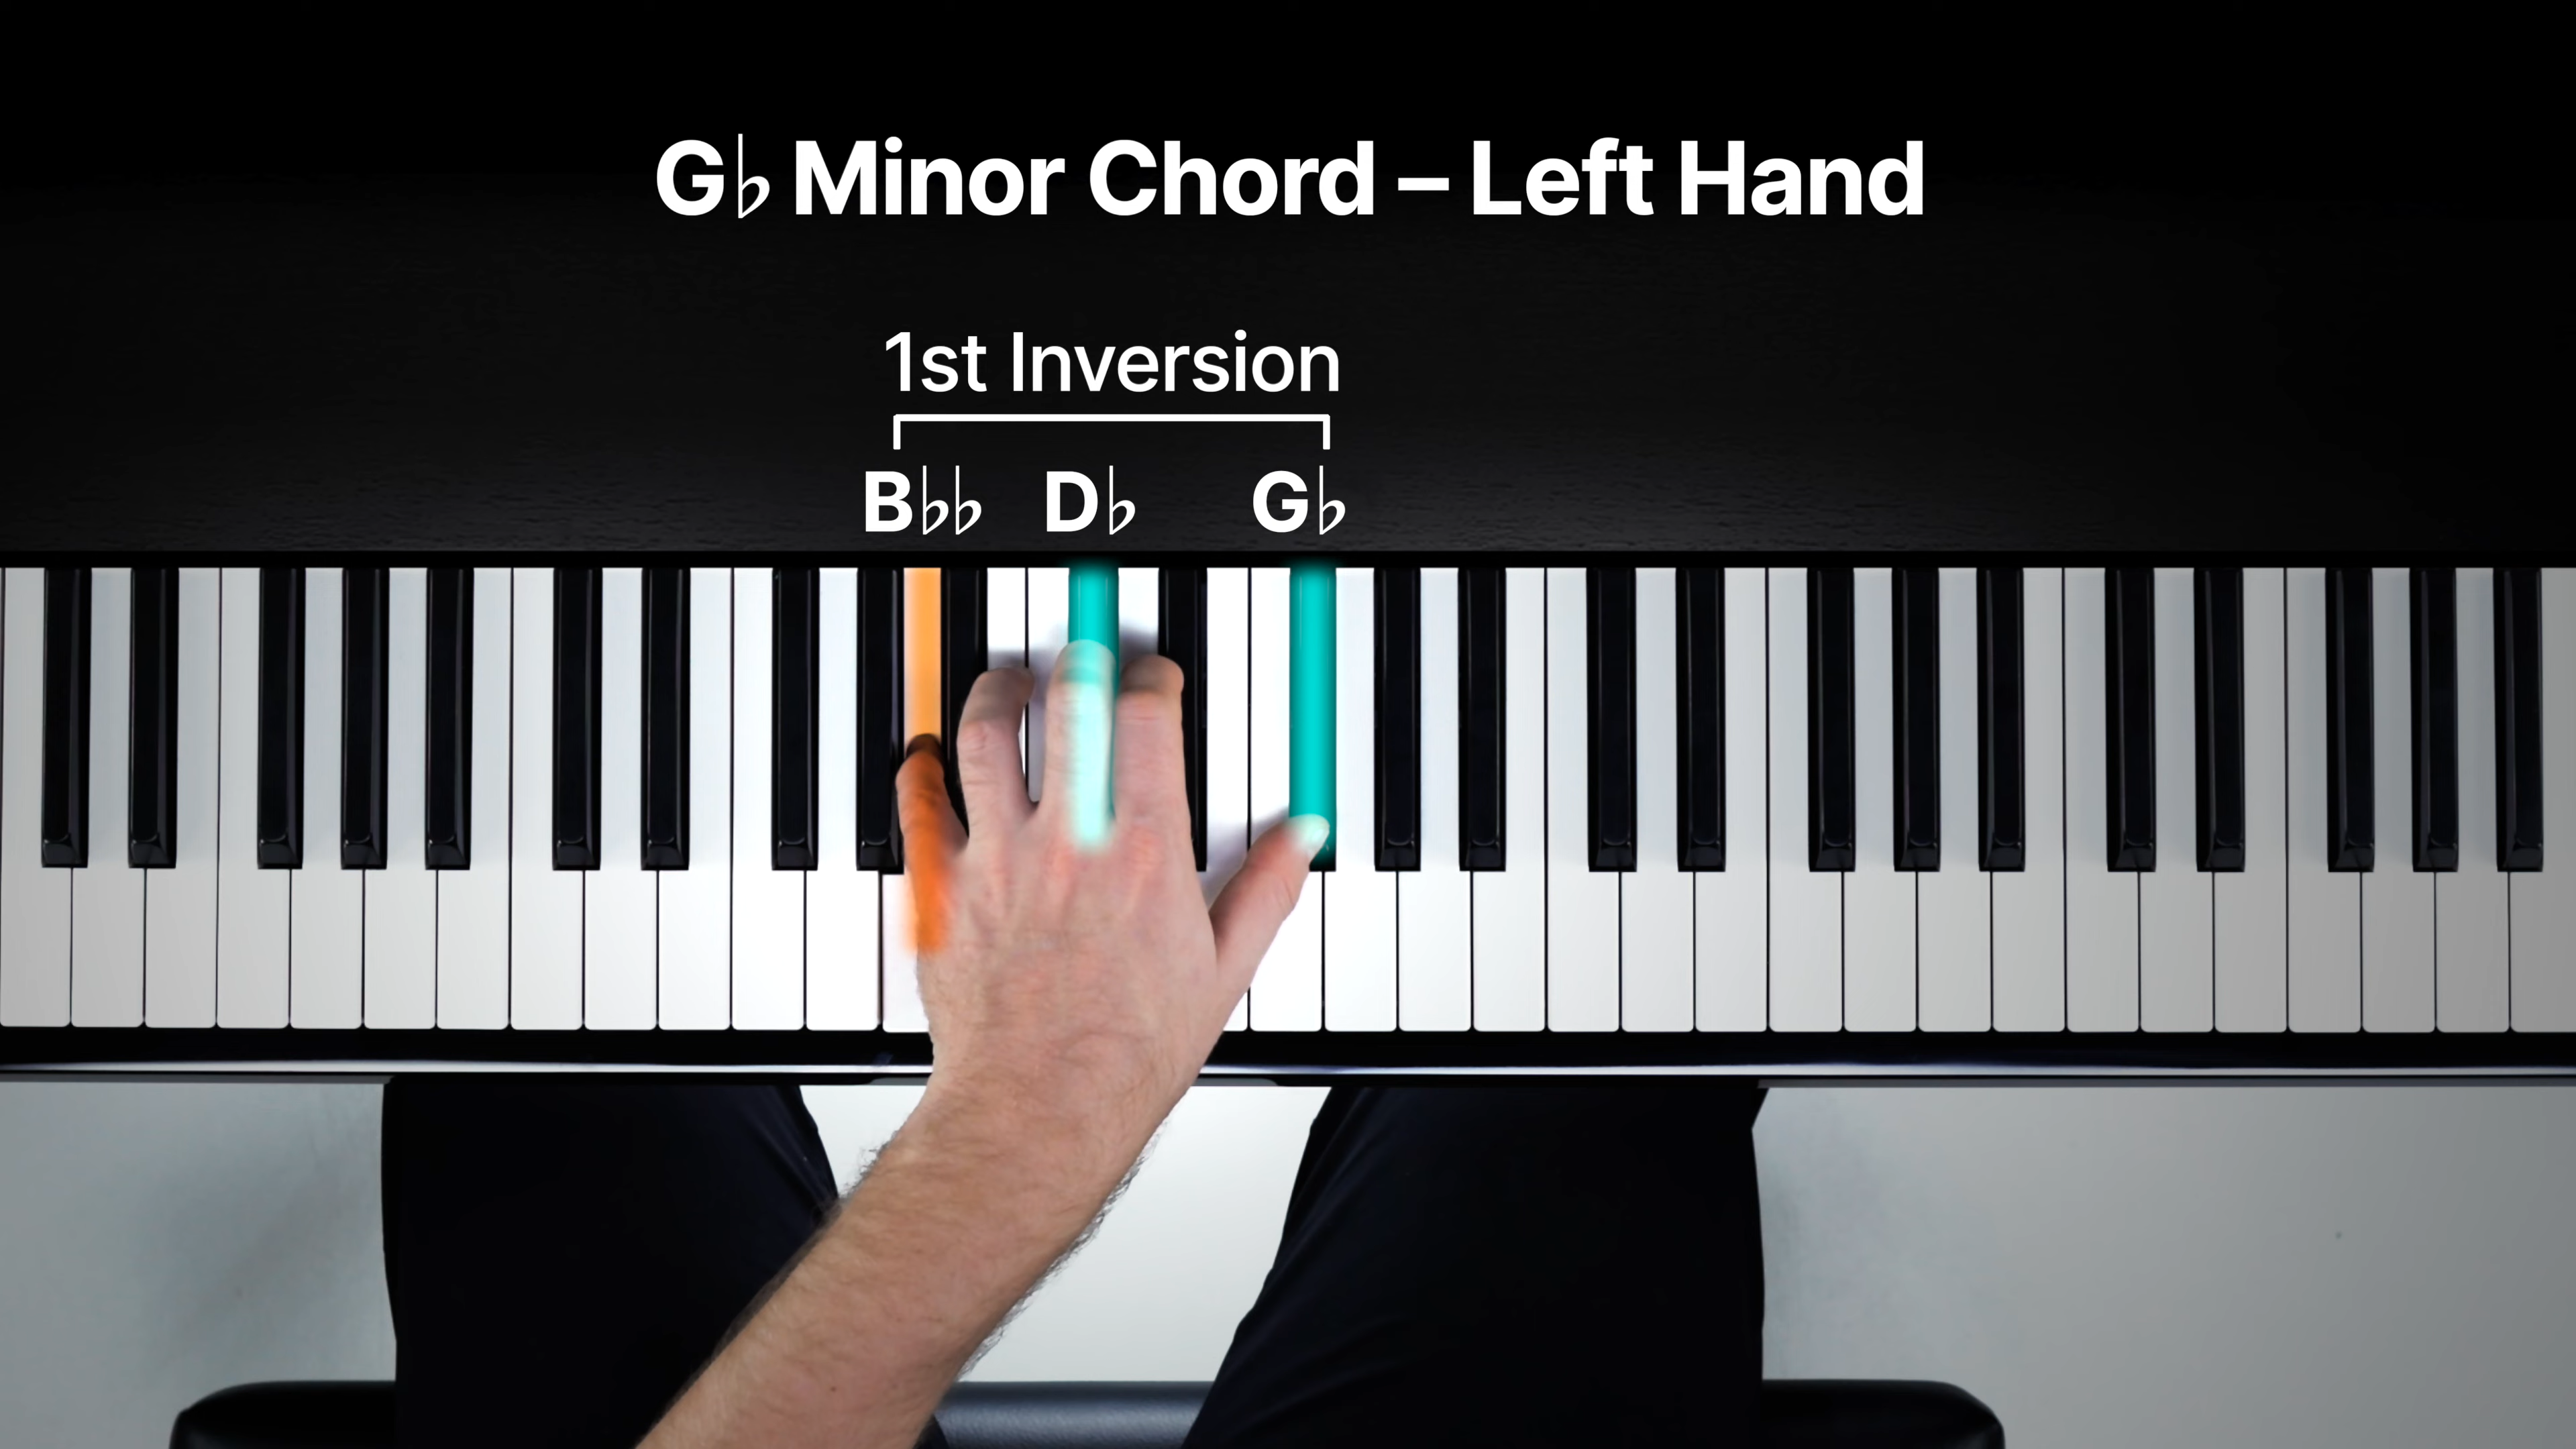 G♭ Minor Chord – Left Hand
1st Inversion
B♭♭ D♭ G♭